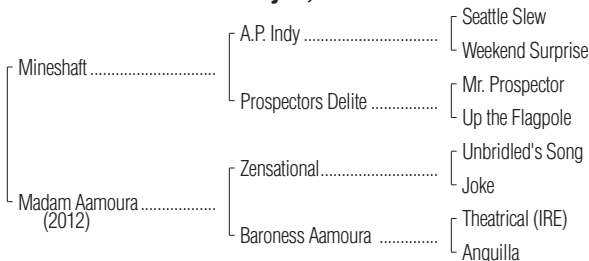 Seattle Slew
A.P. Indy ..................................
Weekend Surprise
Mineshaft ................................
Mr. Prospector
Prospectors Delite .................
Up the Flagpole
Unbridled's Song
Zensational..............................
Joke
Madam Aamoura...................
(2012)
Theatrical (IRE)
Baroness Aamoura ...............
Anguilla